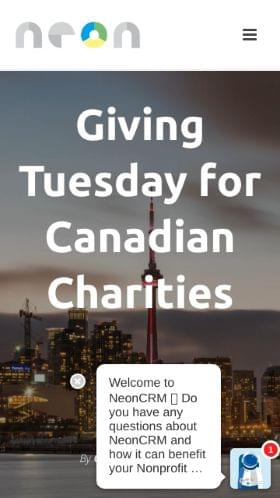 neon
Giving
Tuesday for
Canadian
Charities
By
Welcome to
NeonCRM ▯ Do
you have any
questions about
NeonCRM and
how it can benefit
your Nonprofit ...
1